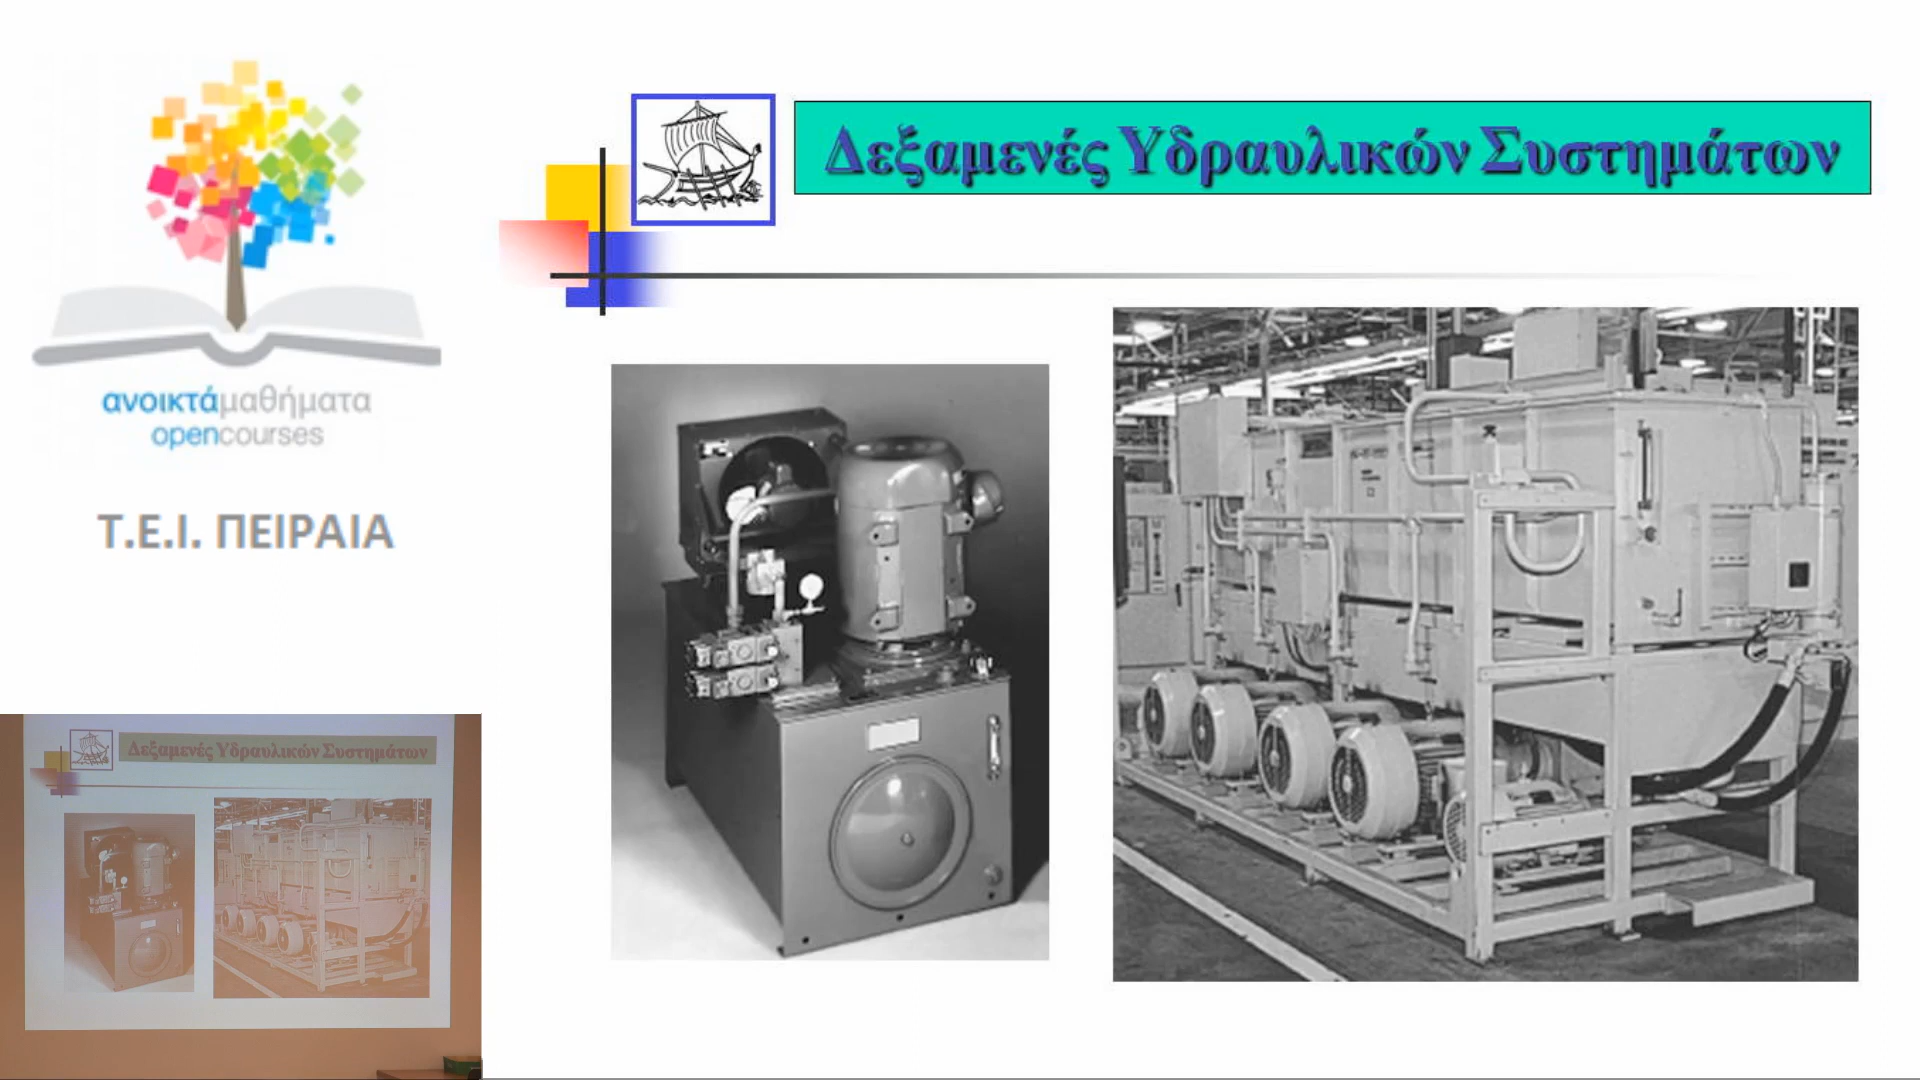 Δεξαμενές Υδραυλικών Συστημάτων
ανοικτάμαθήματα
opencourses
Τ.Ε.Ι. ΠΕΙΡΑΙΑ
Δεξαμενές Υδραυλικών Συστημάτων